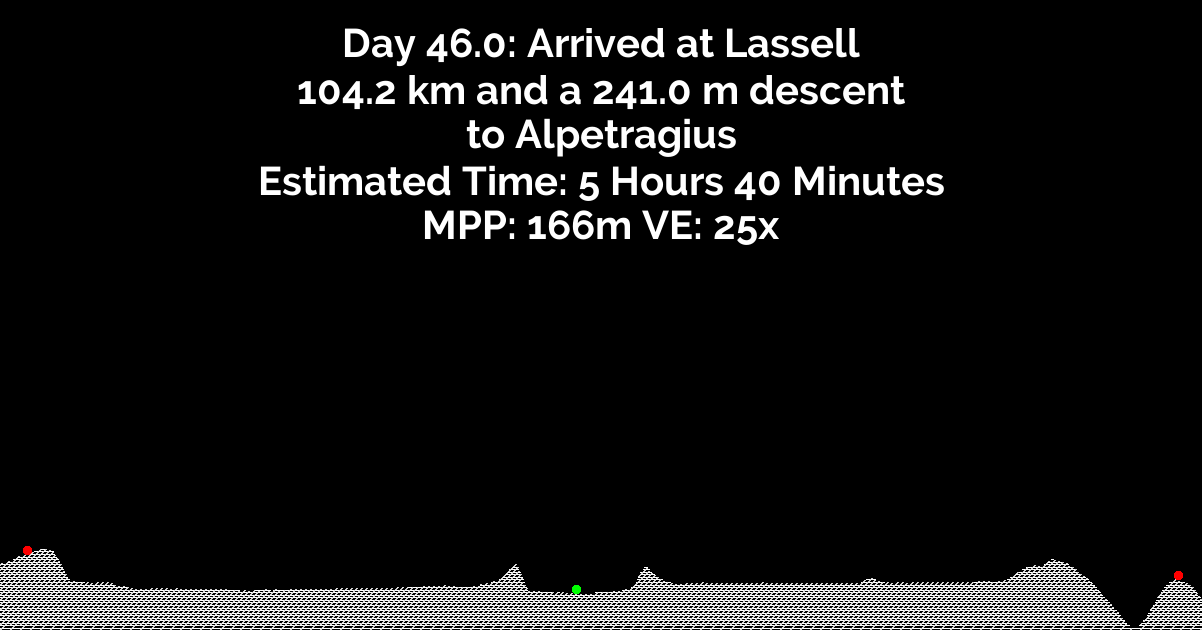 Day 46.0: Arrived at Lassell
104.2 km and a 241.0 m descent
to Alpetragius
Estimated Time: 5 Hours 40 Minutes
MPP: 166m VE: 25x